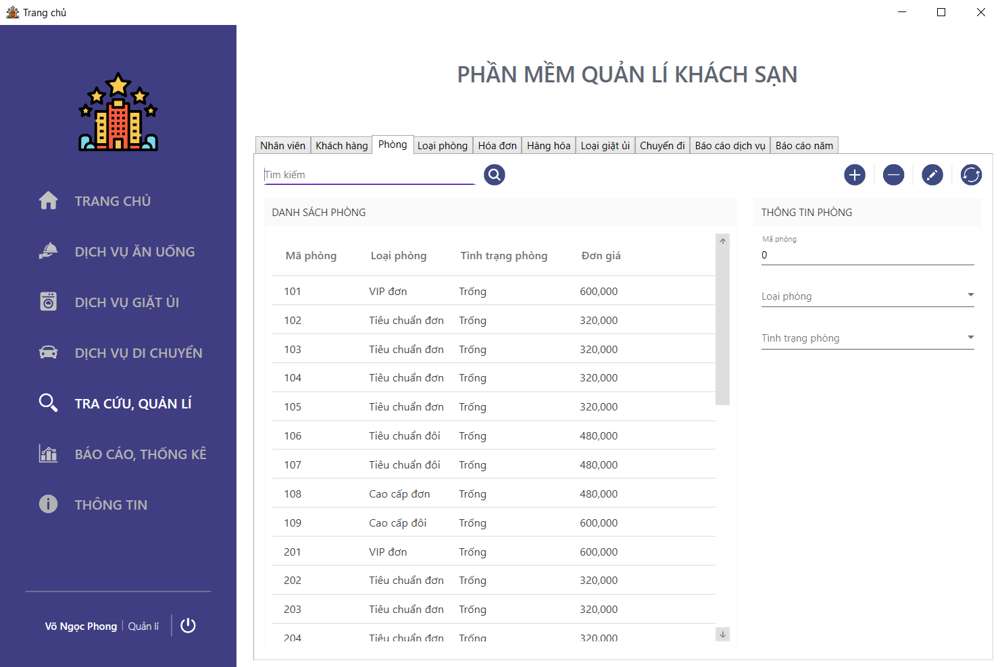 Trang chủ
PHẦN MỀM QUẢN LÍ KHÁCH SẠN
TRANG CHỦ
DỊCH VỤ ĂN UỐNG
DỊCH VỤ GIẶT ỦI
DỊCH VỤ DI CHUYỂN
TRA CỨU, QUẢN LÍ
BÁO CÁO, THỐNG KÊ
THÔNG TIN
Võ Ngọc Phong | Quản lí
Nhân viên Khách hàng Phòng Loại phòng Hóa đơn Hàng hóa Loại giặt ủi Chuyến đi Báo cáo dịch vụ Báo cáo năm
Tìm kiếm
DANH SÁCH PHÒNG
Mã phòng Loại phòng Tình trạng phòng Đơn giá
101 VIP đơn Trống 600,000
102 Tiêu chuẩn đơn Trống 320,000
103 Tiêu chuẩn đơn Trống 320,000
104 Tiêu chuẩn đơn Trống 320,000
105 Tiêu chuẩn đơn Trống 320,000
106 Tiêu chuẩn đôi Trống 480,000
107 Tiêu chuẩn đôi Trống 480,000
108 Cao cấp đơn Trống 480,000
109 Cao cấp đôi Trống 600,000
201 VIP đơn Trống 600,000
202 Tiêu chuẩn đơn Trống 320,000
203 Tiêu chuẩn đơn Trống 320,000
204 Tiêu chuẩn đơn Trống 320,000
THÔNG TIN PHÒNG
Mã phòng
0
Loại phòng
Tình trạng phòng